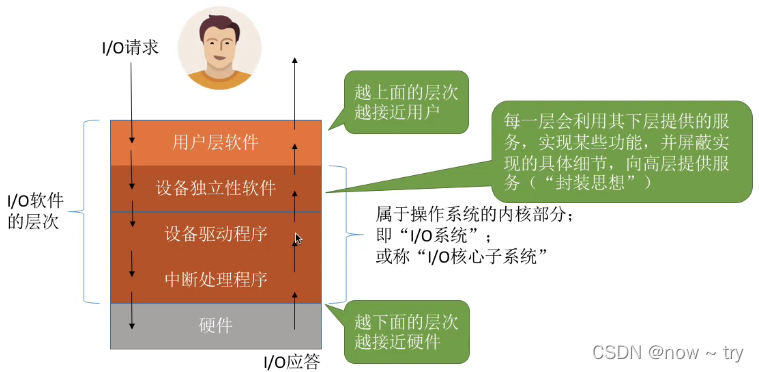 I/O请求
越上面的层次
越接近用户
每一层会利用其下层提供的服
务，实现某些功能，并屏蔽实
现的具体细节，向高层提供服
务（“封装思想”）
用户层软件
设备独立性软件
I/O软件
的层次
设备驱动程序
属于操作系统的内核部分；
即“I/O系统”；
或称“I/O核心子系统”
中断处理程序
硬件
越下面的层次
越接近硬件
I/O应答
CSDN @now ~ try